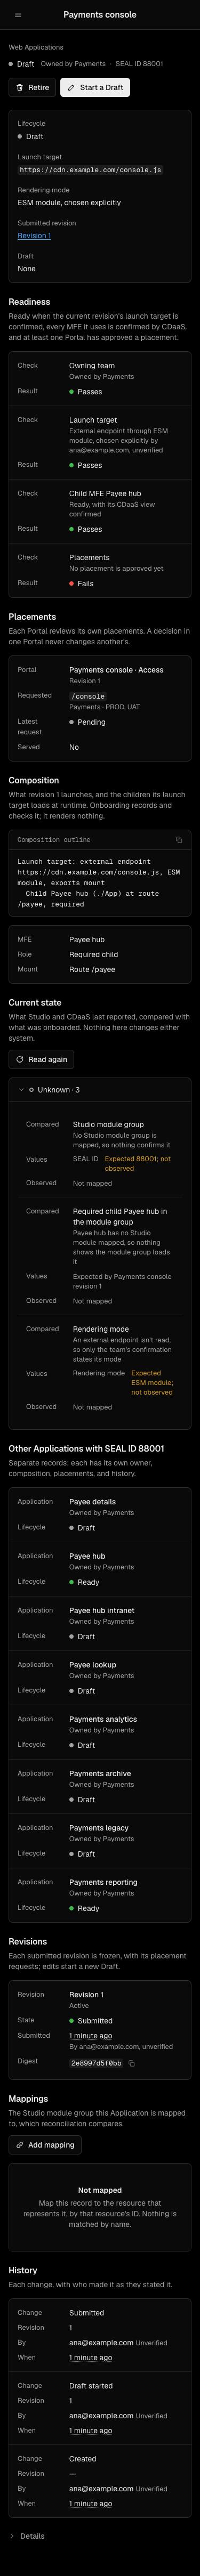 Payments console
Web Applications
Draft Owned by Payments · SEAL ID 88001
Retire Start a Draft
Lifecycle
Draft
Launch target
https://cdn.example.com/console.js
Rendering mode
ESM module, chosen explicitly
Submitted revision
Revision 1
Draft
None
Readiness
Ready when the current revision's launch target is
confirmed, every MFE it uses is confirmed by CDaaS,
and at least one Portal has approved a placement.
Check Owning team
Owned by Payments
Result Passes
Check Launch target
External endpoint through ESM
module, chosen explicitly by
ana@example.com, unverified
Result Passes
Check Child MFE Payee hub
Ready, with its CDaaS view
confirmed
Result Passes
Check Placements
No placement is approved yet
Result Fails
Placements
Each Portal reviews its own placements. A decision in
one Portal never changes another's.
Portal Payments console · Access
Revision 1
Requested /console
Payments · PROD, UAT
Latest
request Pending
Served No
Composition
What revision 1 launches, and the children its launch
target loads at runtime. Onboarding records and
checks it; it renders nothing.
Composition outline
Launch target: external endpoint
https://cdn.example.com/console.js, ESM
module, exports mount
Child Payee hub (./App) at route
/payee, required
MFE Payee hub
Role Required child
Mount Route /payee
Current state
What Studio and CDaaS last reported, compared with
what was onboarded. Nothing here changes either
system.
Read again
Unknown · 3
Compared Studio module group
No Studio module group is
mapped, so nothing confirms it
Values SEAL ID Expected 88001; not
observed
Observed Not mapped
Compared Required child Payee hub in
the module group
Payee hub has no Studio
module mapped, so nothing
shows the module group loads
it
Values Expected by Payments console
revision 1
Observed Not mapped
Compared Rendering mode
An external endpoint isn't read,
so only the team's confirmation
states its mode
Values Rendering mode Expected
ESM module;
not observed
Observed Not mapped
Other Applications with SEAL ID 88001
Separate records: each has its own owner,
composition, placements, and history.
Application Payee details
Owned by Payments
Lifecycle Draft
Application Payee hub
Owned by Payments
Lifecycle Ready
Application Payee hub intranet
Owned by Payments
Lifecycle Draft
Application Payee lookup
Owned by Payments
Lifecycle Draft
Application Payments analytics
Owned by Payments
Lifecycle Draft
Application Payments archive
Owned by Payments
Lifecycle Draft
Application Payments legacy
Owned by Payments
Lifecycle Draft
Application Payments reporting
Owned by Payments
Lifecycle Ready
Revisions
Each submitted revision is frozen, with its placement
requests; edits start a new Draft.
Revision Revision 1
Active
State Submitted
Submitted 1 minute ago
By ana@example.com, unverified
Digest 2e8997d5f0bb
Mappings
The Studio module group this Application is mapped
to, which reconciliation compares.
Add mapping
Not mapped
Map this record to the resource that
represents it, by that resource's ID. Nothing is
matched by name.
History
Each change, with who made it as they stated it.
Change Submitted
Revision 1
By ana@example.com Unverified
When 1 minute ago
Change Draft started
Revision 1
By ana@example.com Unverified
When 1 minute ago
Change Created
Revision —
By ana@example.com Unverified
When 1 minute ago
Details